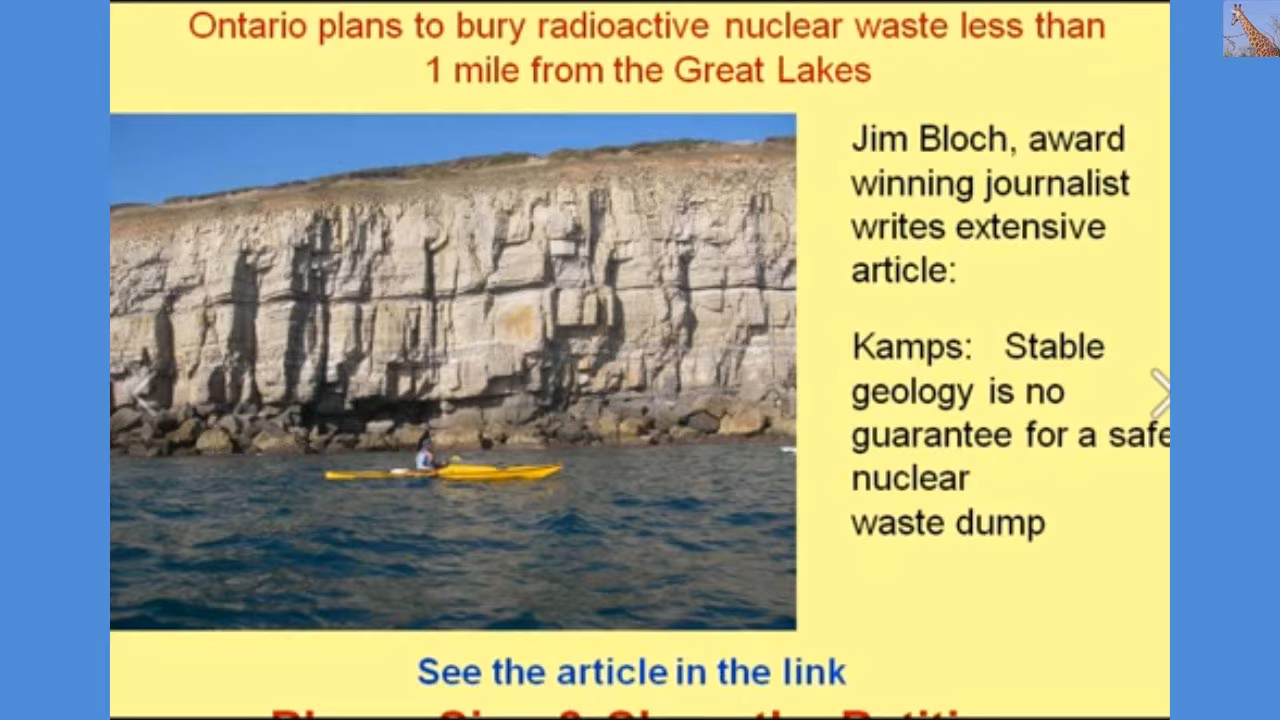 Ontario plans to bury radioactive nuclear waste less than
1 mile from the Great Lakes
Jim Bloch, award
winning journalist
writes extensive
article:
Kamps: Stable
geology is no
guarantee for a safe
nuclear
waste dump
See the article in the link